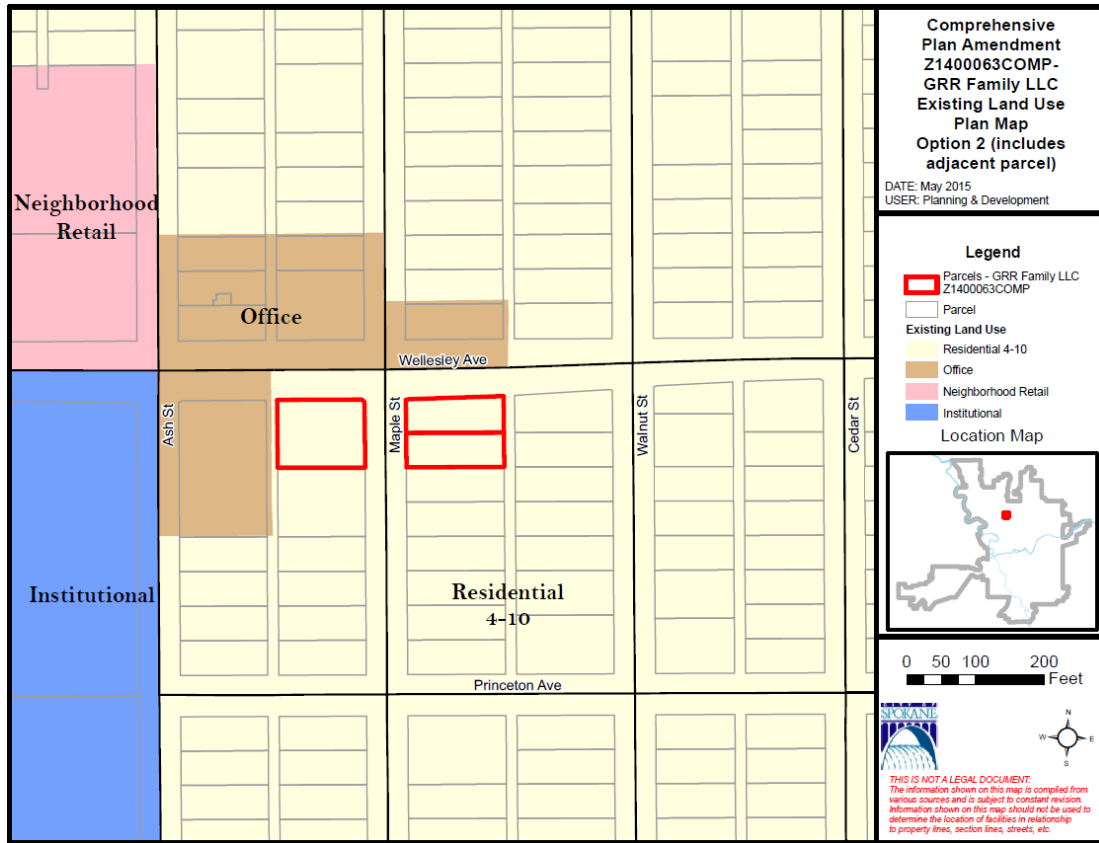 Comprehensive
Plan Amendment
Z1400063COMP-
GRR Family LLC
Existing Land Use
Plan Map
Option 2 (includes
adjacent parcel)
DATE: May 2015
USER: Planning & Development
Legend
Parcels - GRR Family LLC
Z1400063COMP
Parcel
Existing Land Use
Residential 4-10
Office
Neighborhood Retail
Institutional
Location Map
0 50 100 200
Feet
CITY OF
SPOKANE
N
W E
S
THIS IS NOT A LEGAL DOCUMENT:
The information shown on this map is compiled from
various sources and is subject to constant revision.
Information shown on this map should not be used to
determine the location of facilities in relationship
to property lines, section lines, streets, etc.
Neighborhood
Retail
Office
Wellesley Ave
Ash St
Maple St
Walnut St
Cedar St
Institutional
Residential
4-10
Princeton Ave